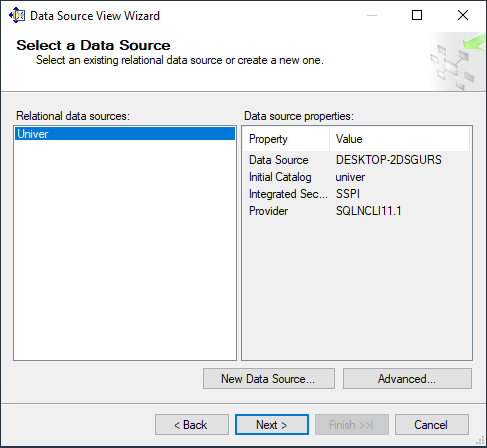 Data Source View Wizard
Select a Data Source
Select an existing relational data source or create a new one.
Relational data sources:
Univer
Data source properties:
Property Value
Data Source DESKTOP-2DSGURS
Initial Catalog univer
Integrated Sec... SSPI
Provider SQLNCLI11.1
New Data Source... Advanced...
< Back Next > Finish >>| Cancel